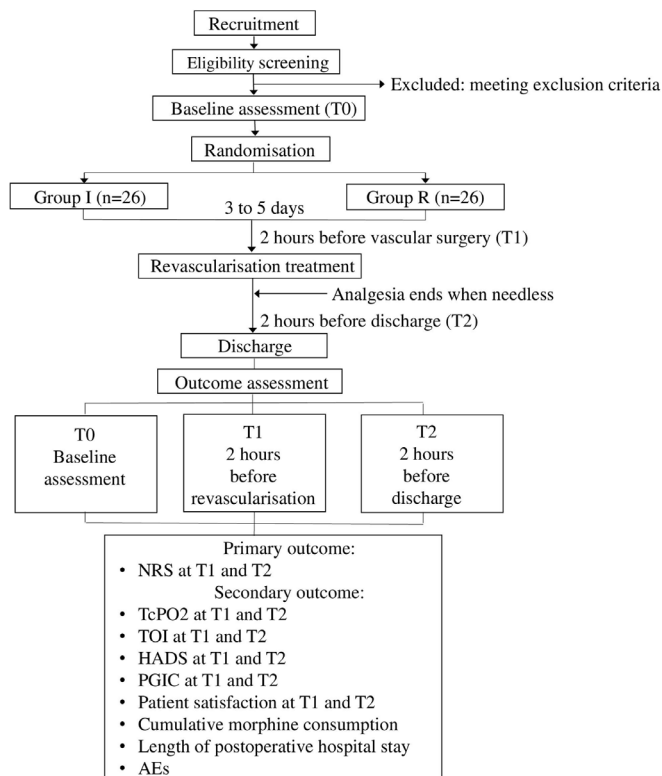 Recruitment
Eligibility screening
Excluded: meeting exclusion criteria
Baseline assessment (T0)
Randomisation
Group I (n=26)
Group R (n=26)
3 to 5 days
2 hours before vascular surgery (T1)
Revascularisation treatment
Analgesia ends when needless
2 hours before discharge (T2)
Discharge
Outcome assessment
T0
Baseline
assessment
T1
2 hours
before
revascularisation
T2
2 hours
before
discharge
Primary outcome:
• NRS at T1 and T2
Secondary outcome:
• TcPO2 at T1 and T2
• TOI at T1 and T2
• HADS at T1 and T2
• PGIC at T1 and T2
• Patient satisfaction at T1 and T2
• Cumulative morphine consumption
• Length of postoperative hospital stay
• AEs